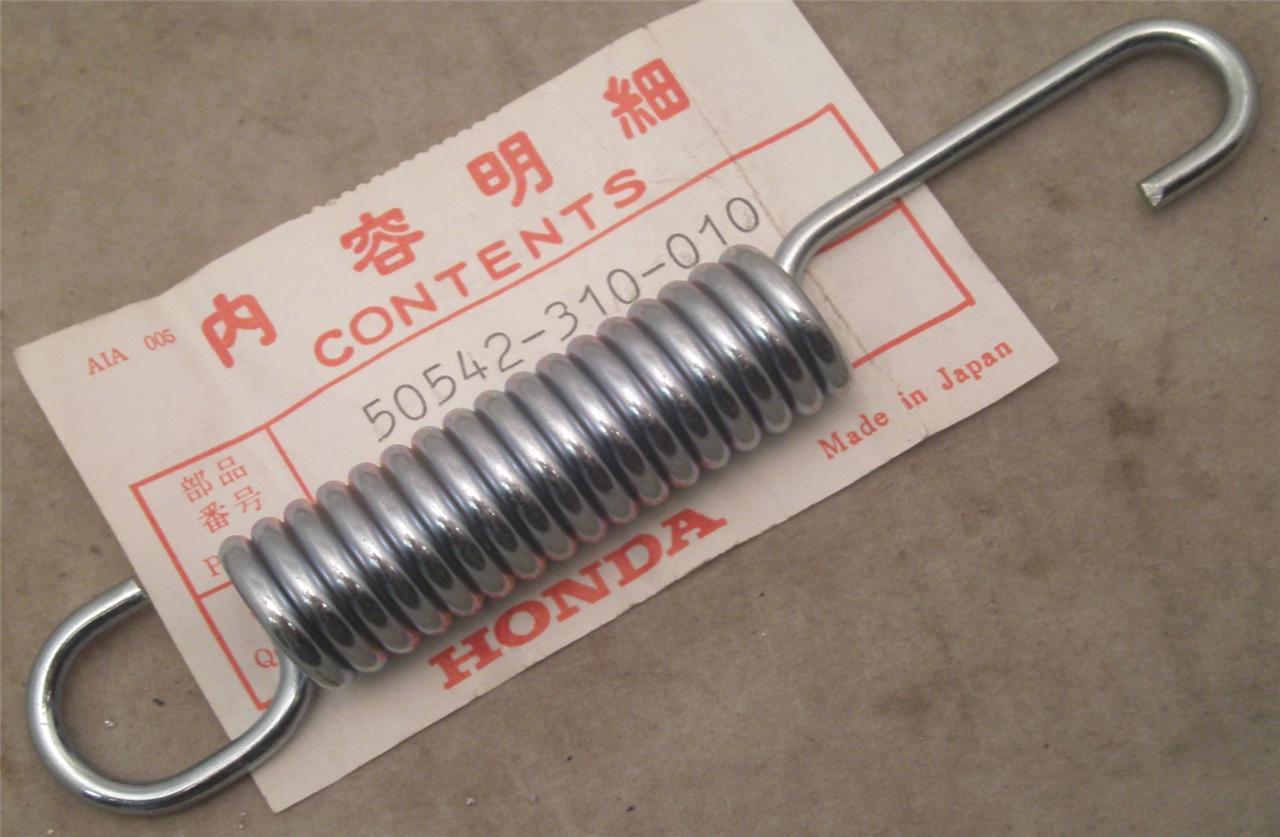 AIA 005
内容明細
CONTENTS
部品
番号
50542-310-010
HONDA
Made in Japan